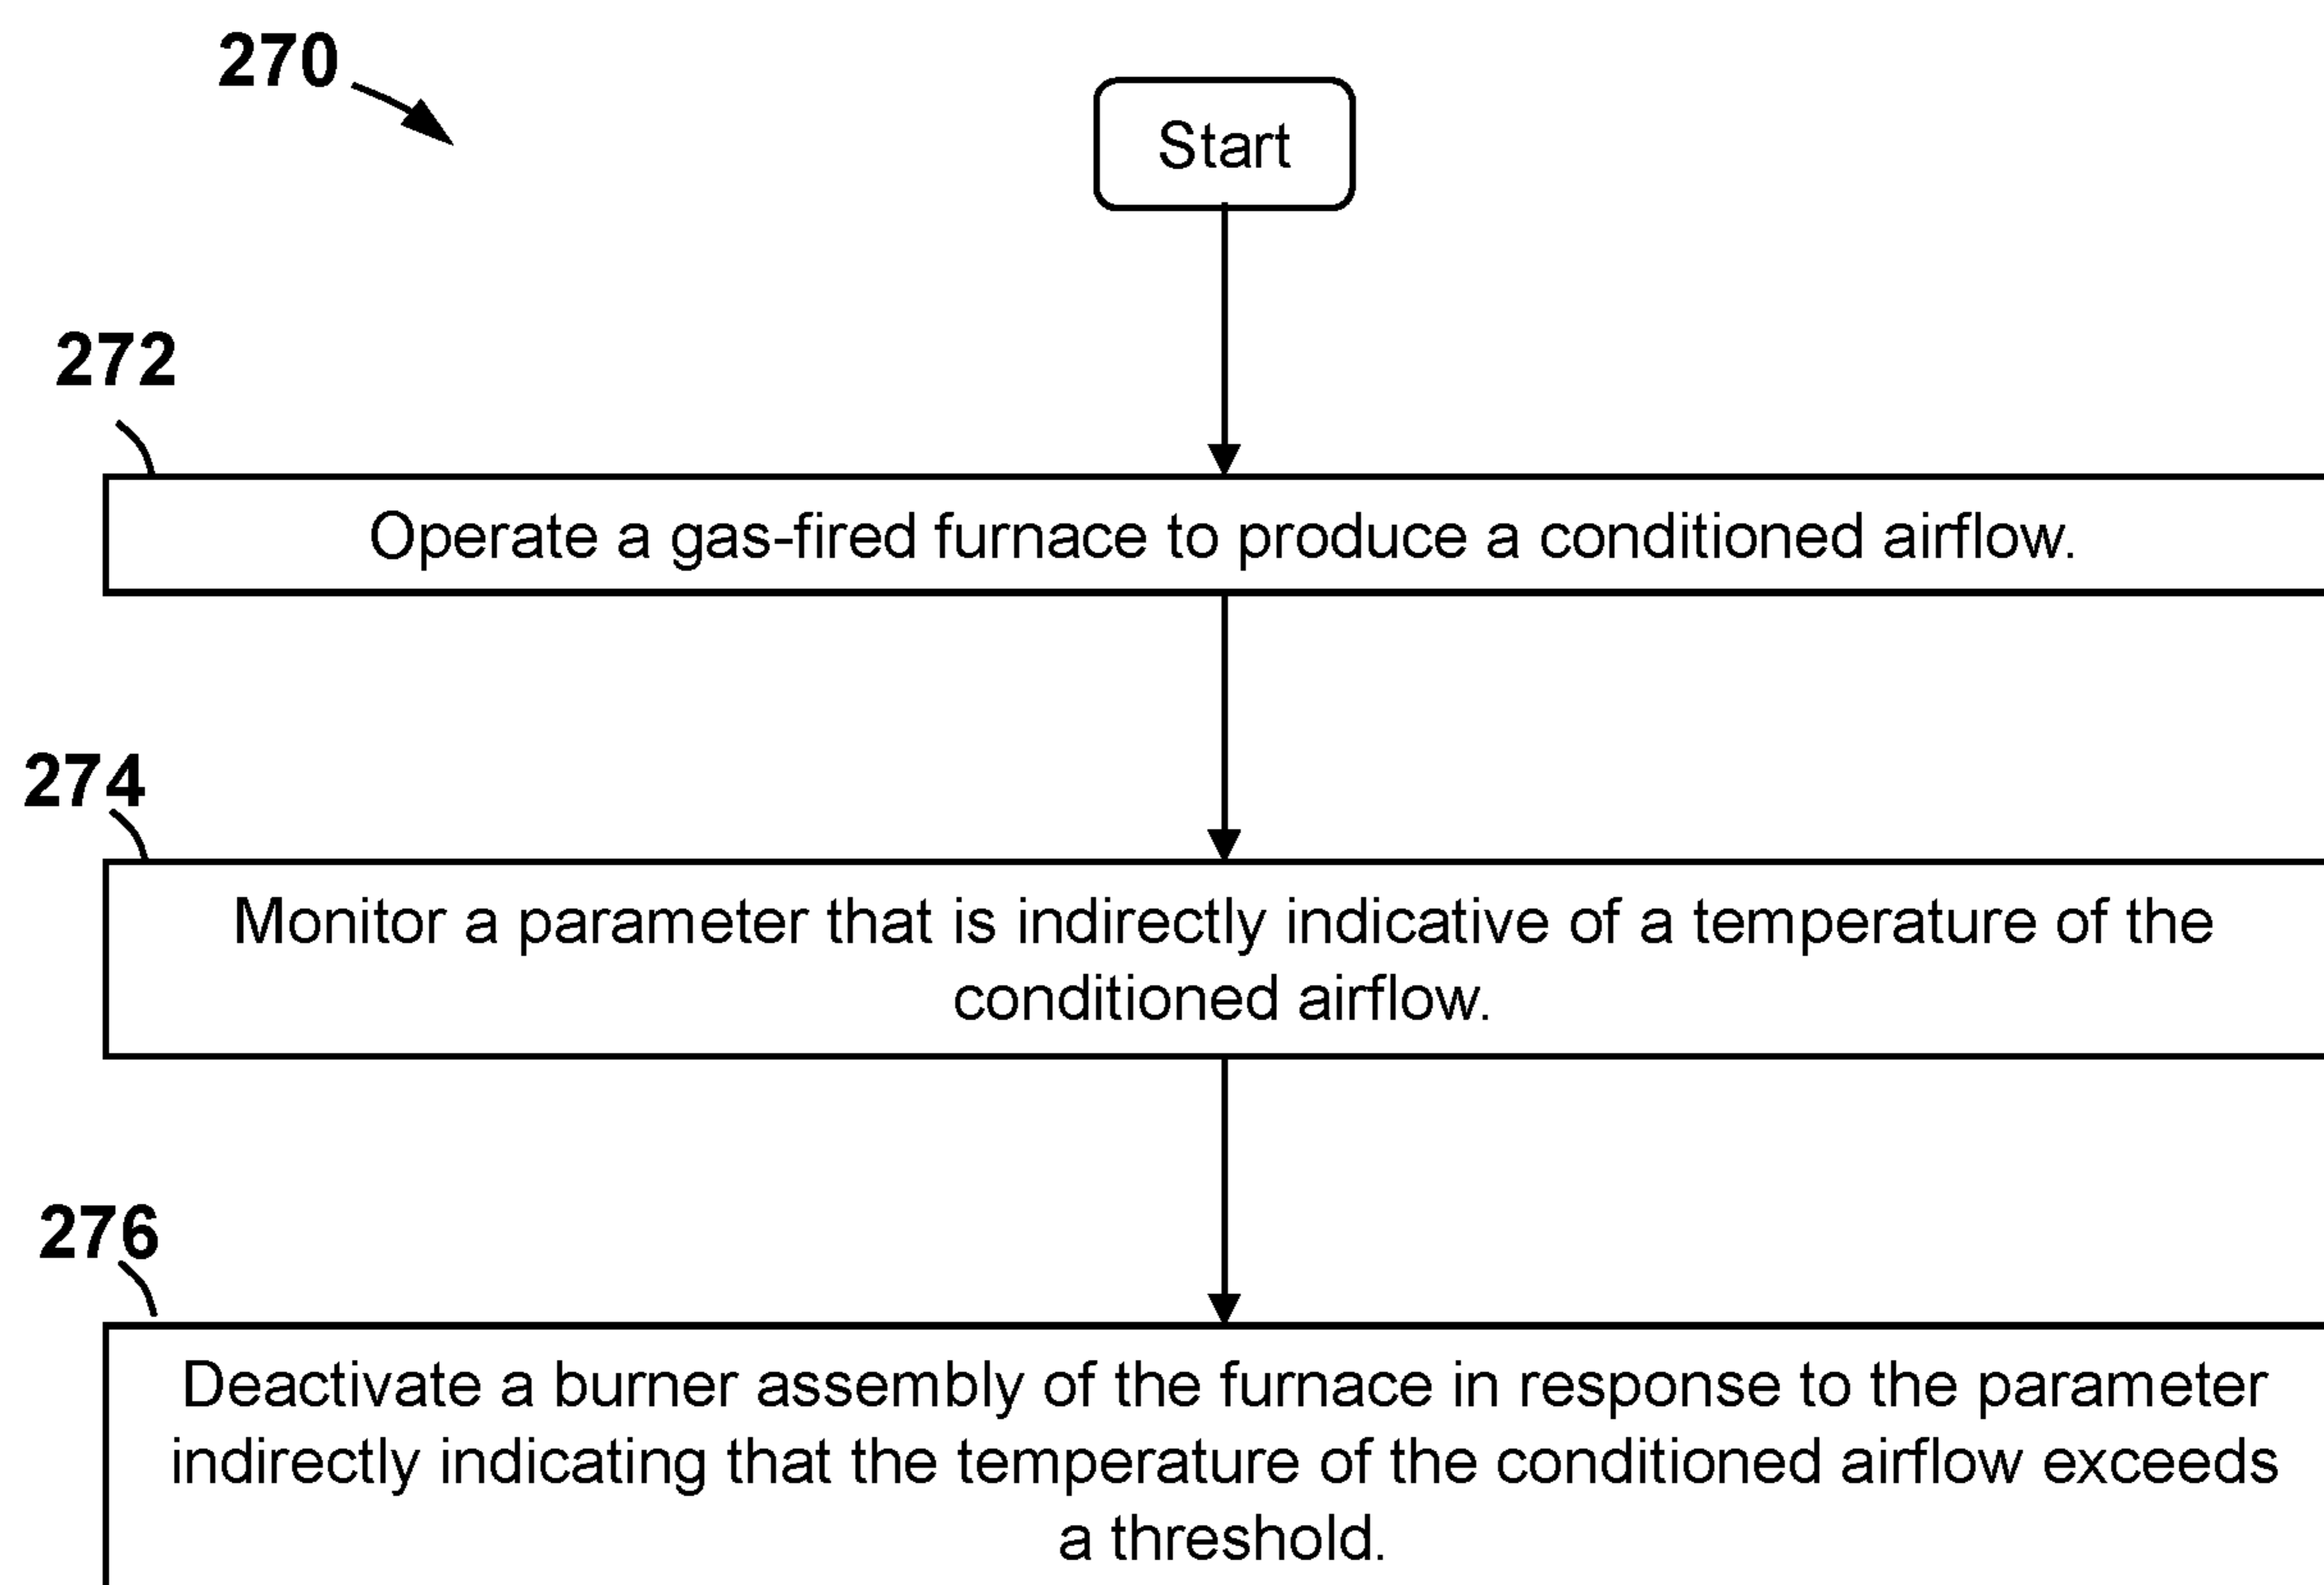 270
Start
272
Operate a gas-fired furnace to produce a conditioned airflow.
274
Monitor a parameter that is indirectly indicative of a temperature of the
conditioned airflow.
276
Deactivate a burner assembly of the furnace in response to the parameter
indirectly indicating that the temperature of the conditioned airflow exceeds
a threshold.